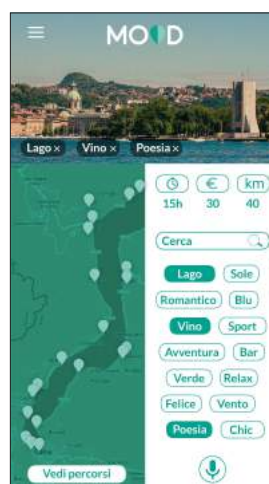 MOOD
Lago × Vino × Poesia ×
€ km
15h 30 40
Cerca
Lago Sole
Romantico Blu
Vino Sport
Avventura Bar
Verde Relax
Felice Vento
Poesia Chic
Vedi percorsi